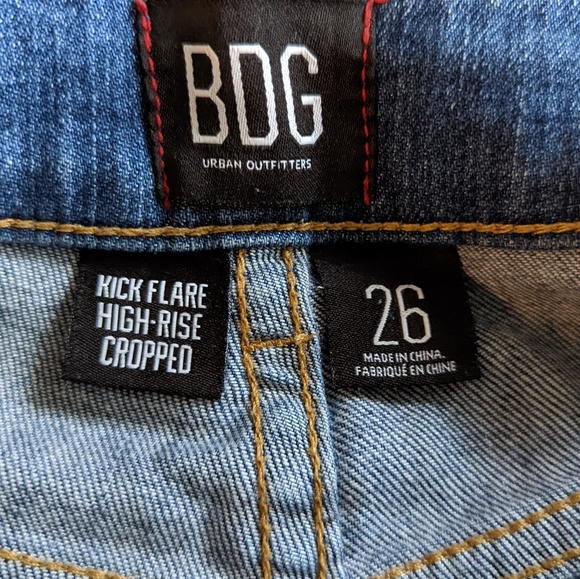 BDG
URBAN OUTFITTERS
KICK FLARE
HIGH-RISE
CROPPED
26
MADE IN CHINA.
FABRIQUÉ EN CHINE